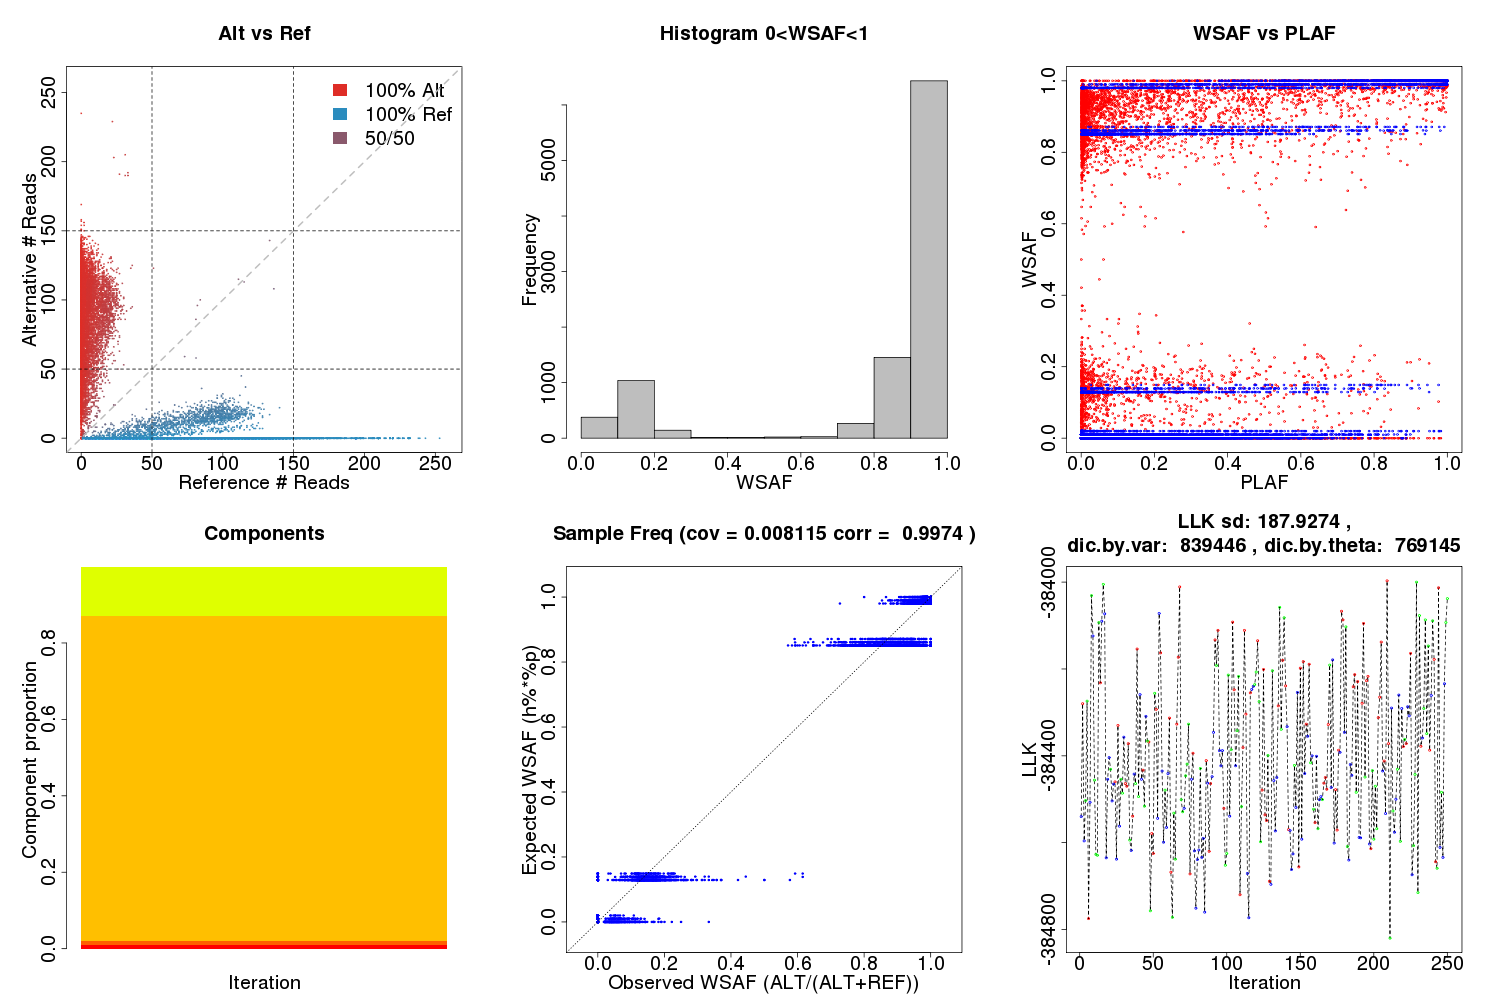 Alt vs Ref
100% Alt
100% Ref
50/50
Alternative # Reads
0 50 100 150 200 250
0 50 100 150 200 250
Reference # Reads
Histogram 0<WSAF<1
Frequency
0 1000 3000 5000
0.0 0.2 0.4 0.6 0.8 1.0
WSAF
WSAF vs PLAF
WSAF
0.0 0.2 0.4 0.6 0.8 1.0
0.0 0.2 0.4 0.6 0.8 1.0
PLAF
Components
Component proportion
0.0 0.2 0.4 0.6 0.8
Iteration
Sample Freq (cov = 0.008115 corr = 0.9974 )
Expected WSAF (h%*%p)
0.0 0.2 0.4 0.6 0.8 1.0
0.0 0.2 0.4 0.6 0.8 1.0
Observed WSAF (ALT/(ALT+REF))
LLK sd: 187.9274 ,
dic.by.var: 839446 , dic.by.theta: 769145
LLK
-384800 -384400 -384000
0 50 100 150 200 250
Iteration